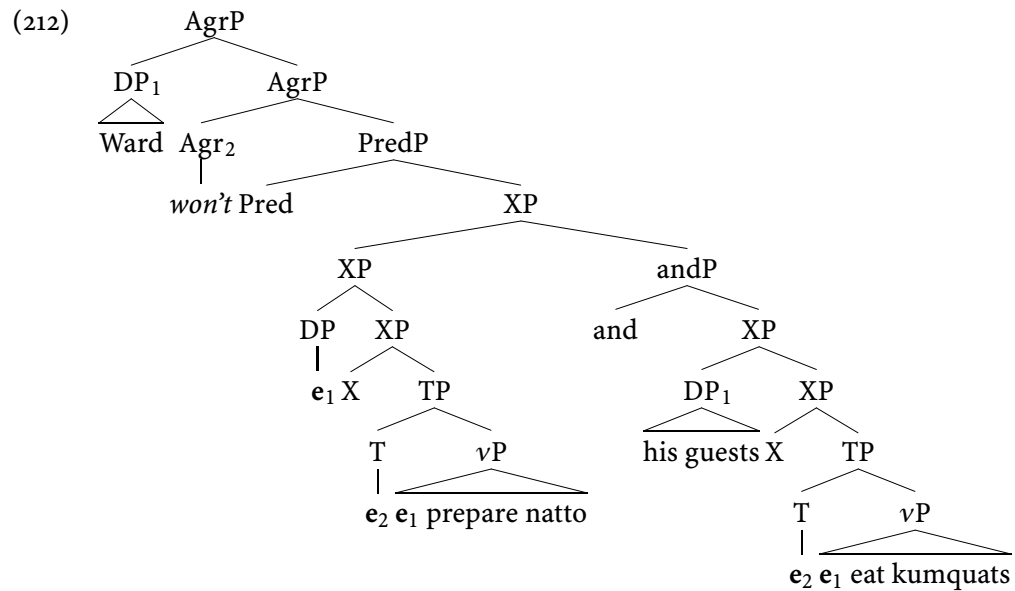 (212) AgrP
DP₁ AgrP
Ward Agr₂ PredP
won't Pred XP
XP andP
DP XP and XP
e₁ X TP DP₁ XP
T vP his guests X TP
e₂ e₁ prepare natto T vP
e₂ e₁ eat kumquats